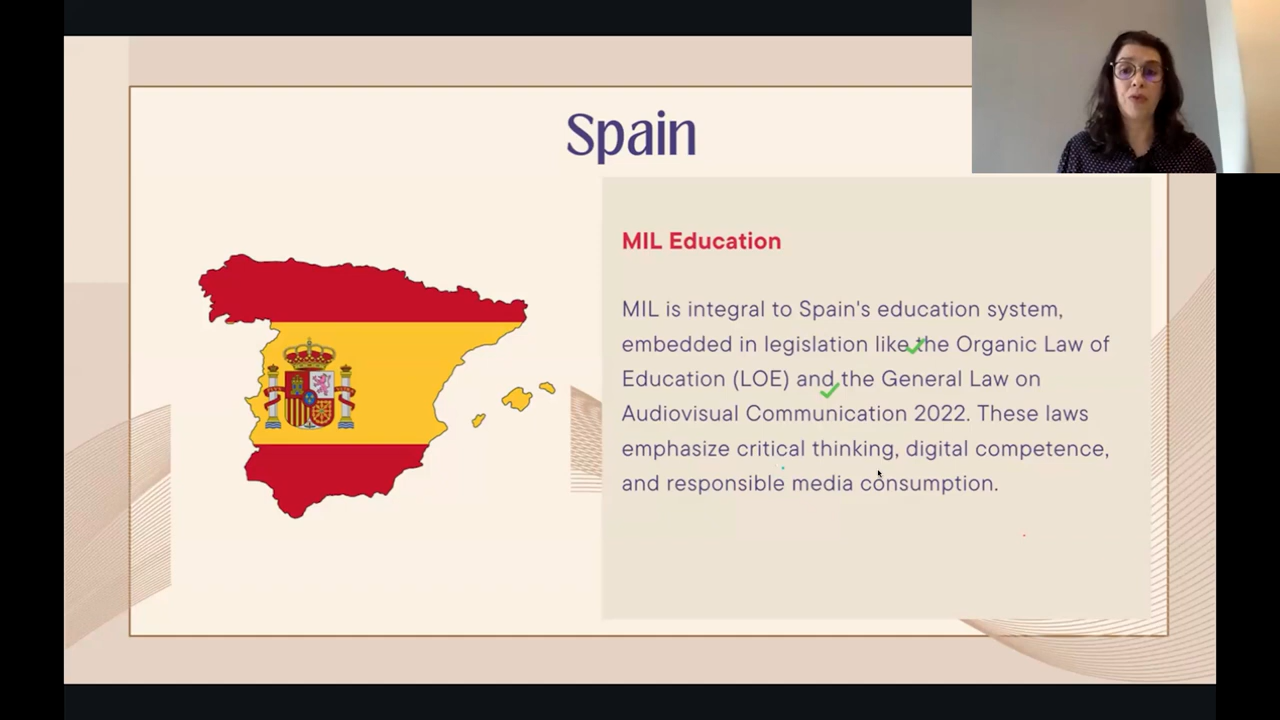 Spain
MIL Education
MIL is integral to Spain's education system,
embedded in legislation like the Organic Law of
Education (LOE) and the General Law on
Audiovisual Communication 2022. These laws
emphasize critical thinking, digital competence,
and responsible media consumption.